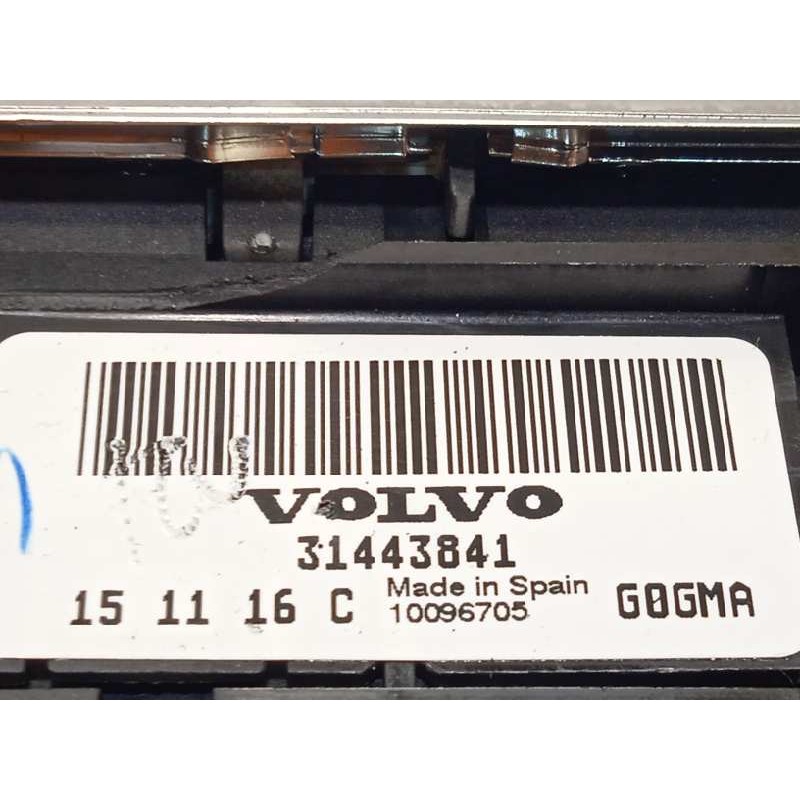 VOLVO
31443841
15 11 16 C Made in Spain G0GMA
10096705